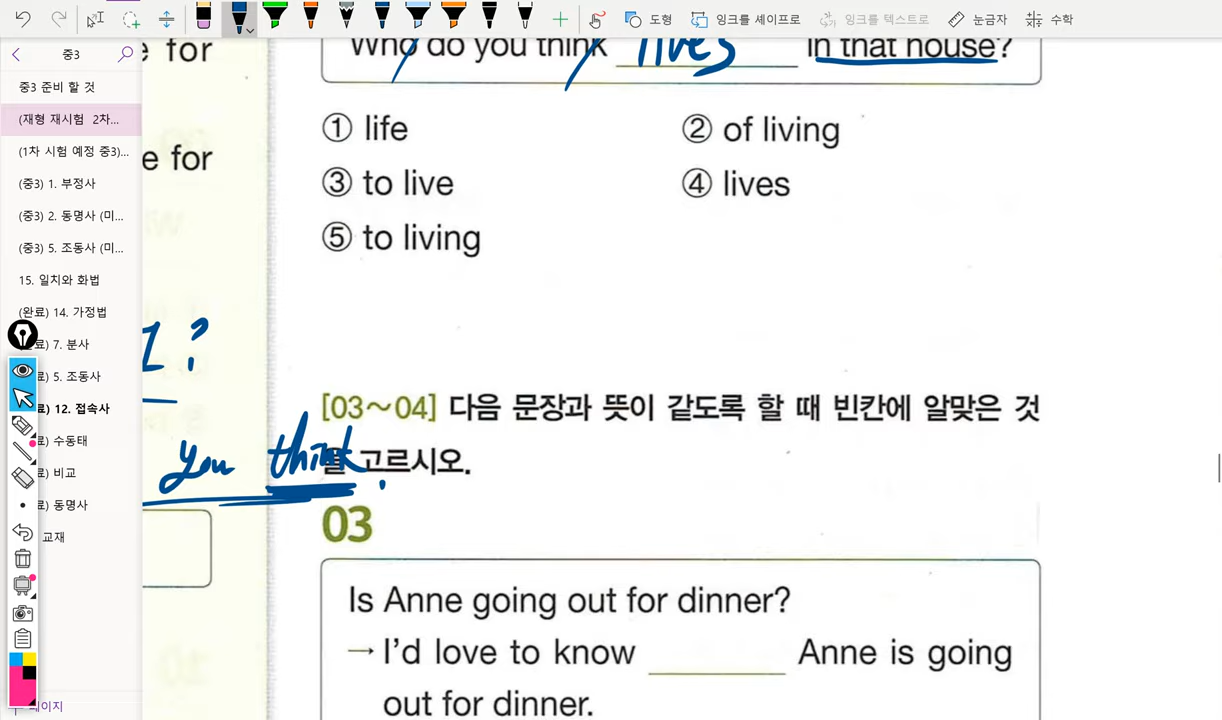 도형
잉크를 셰이프로
잉크를 텍스트로
눈금자
수학
중3
중3 준비 할 것
(재형 재시험 2차...
(1차 시험 예정 중3)...
(중3) 1. 부정사
(중3) 2. 동명사 (미...
(중3) 5. 조동사 (미...
15. 일치와 화법
(완료) 14. 가정법
료) 7. 분사
료) 5. 조동사
료) 12. 접속사
료) 수동태
료) 비교
료) 동명사
교재
페이지
e for
e for
1?
you think
Who do you think lives in that house?
① life
② of living
③ to live
④ lives
⑤ to living
[03~04] 다음 문장과 뜻이 같도록 할 때 빈칸에 알맞은 것
을 고르시오.
03
Is Anne going out for dinner?
→ I'd love to know ________ Anne is going
out for dinner.